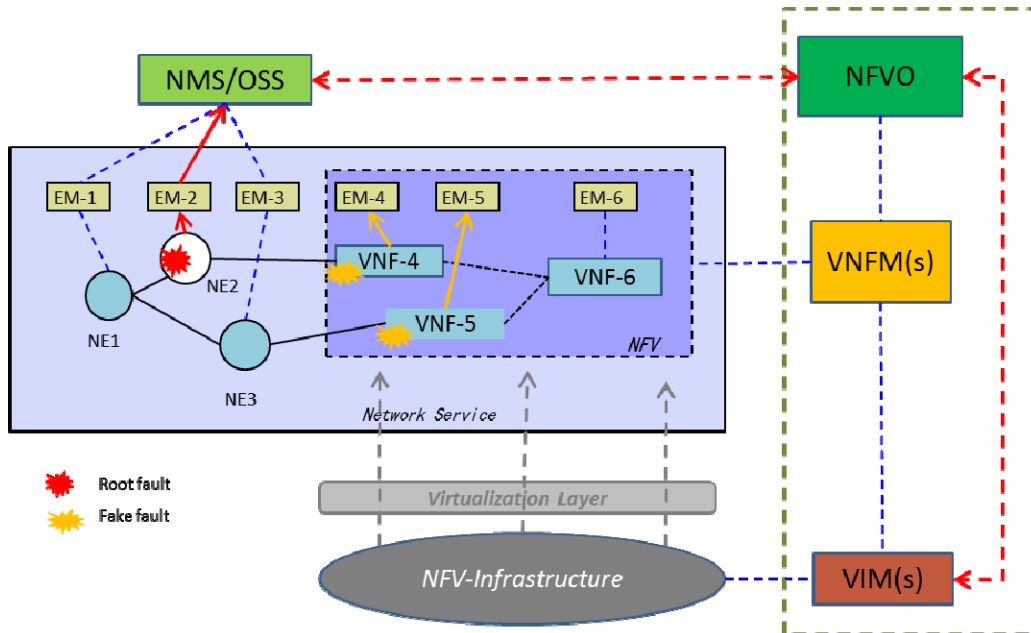 NMS/OSS
NFVO
EM-1
EM-2
EM-3
EM-4
EM-5
EM-6
NE2
VNF-4
VNF-6
VNFM(s)
NE1
VNF-5
NFV
NE3
Network Service
Root fault
Fake fault
Virtualization Layer
NFV-Infrastructure
VIM(s)